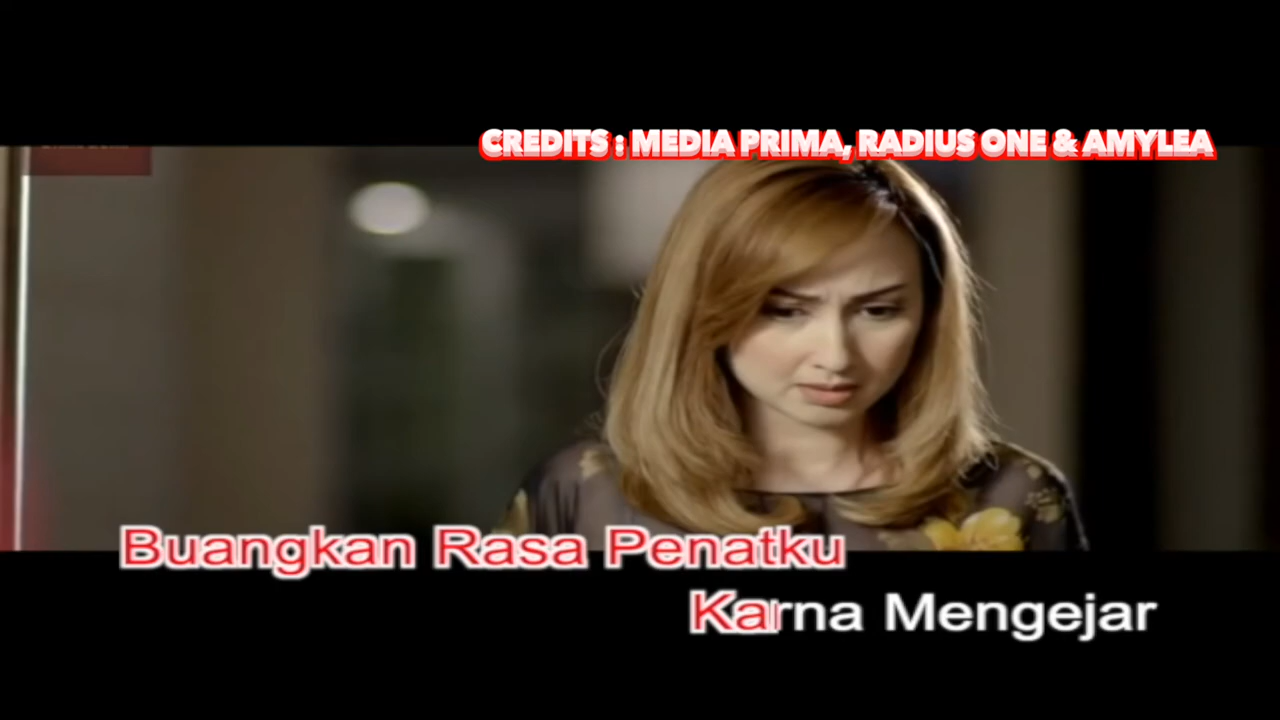 CREDITS : MEDIA PRIMA, RADIUS ONE & AMYLEA
Buangkan Rasa Penatku
Karna Mengejar